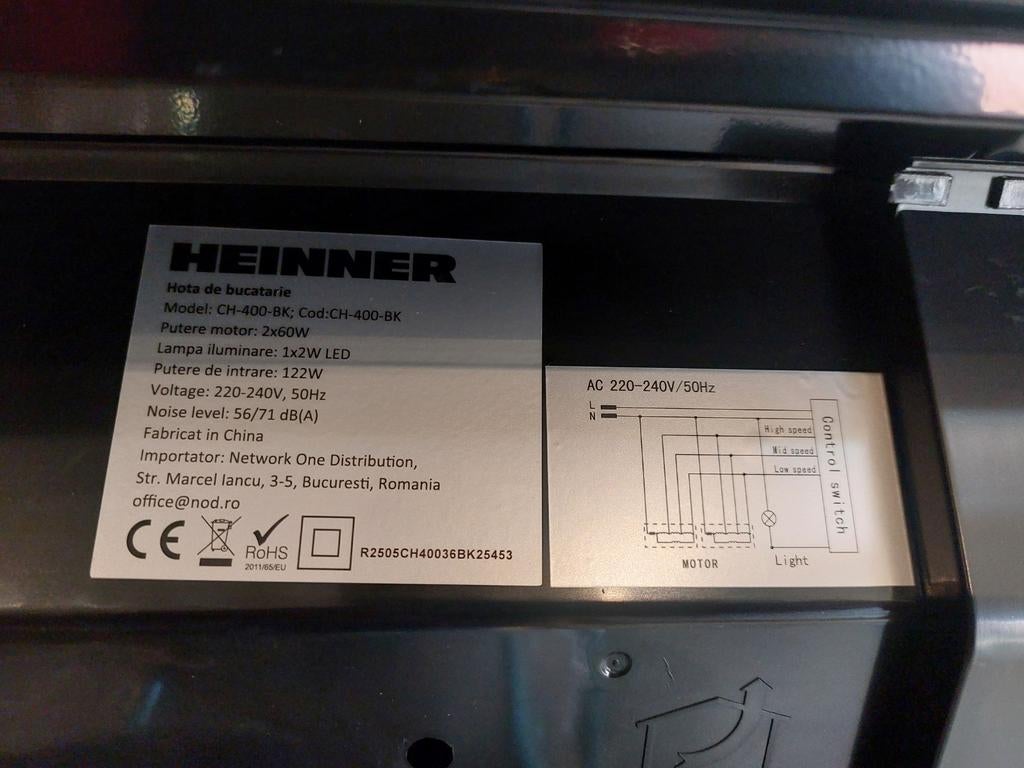 HEINNER
Hota de bucatarie
Model: CH-400-BK; Cod:CH-400-BK
Putere motor: 2x60W
Lampa iluminare: 1x2W LED
Putere de intrare: 122W
Voltage: 220-240V, 50Hz
Noise level: 56/71 dB(A)
Fabricat in China
Importator: Network One Distribution,
Str. Marcel Iancu, 3-5, Bucuresti, Romania
office@nod.ro
CE
RoHS
2011/65/EU
R2505CH40036BK25453
AC 220-240V/50Hz
L
N
High speed
Mid speed
Low speed
Control switch
MOTOR
Light